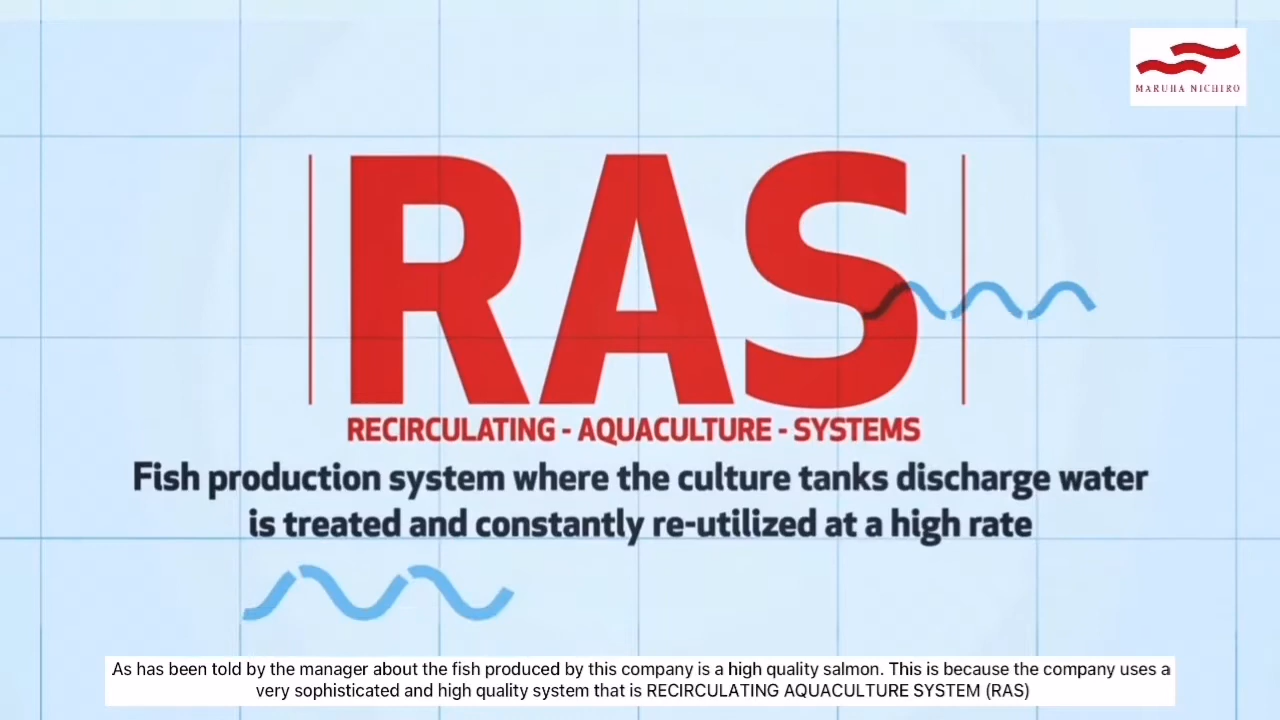 MARUHA NICHIRO
RAS
RECIRCULATING - AQUACULTURE - SYSTEMS
Fish production system where the culture tanks discharge water
is treated and constantly re-utilized at a high rate
As has been told by the manager about the fish produced by this company is a high quality salmon. This is because the company uses a
very sophisticated and high quality system that is RECIRCULATING AQUACULTURE SYSTEM (RAS)